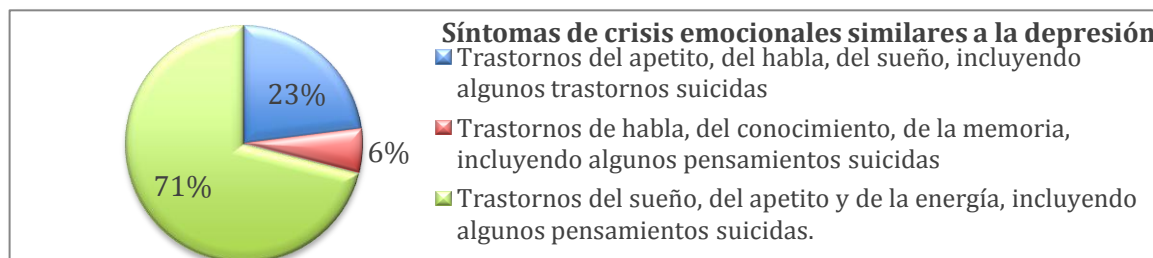 Síntomas de crisis emocionales similares a la depresión
Trastornos del apetito, del habla, del sueño, incluyendo
algunos trastornos suicidas
Trastornos de habla, del conocimiento, de la memoria,
incluyendo algunos pensamientos suicidas
Trastornos del sueño, del apetito y de la energía, incluyendo
algunos pensamientos suicidas.
23%
6%
71%